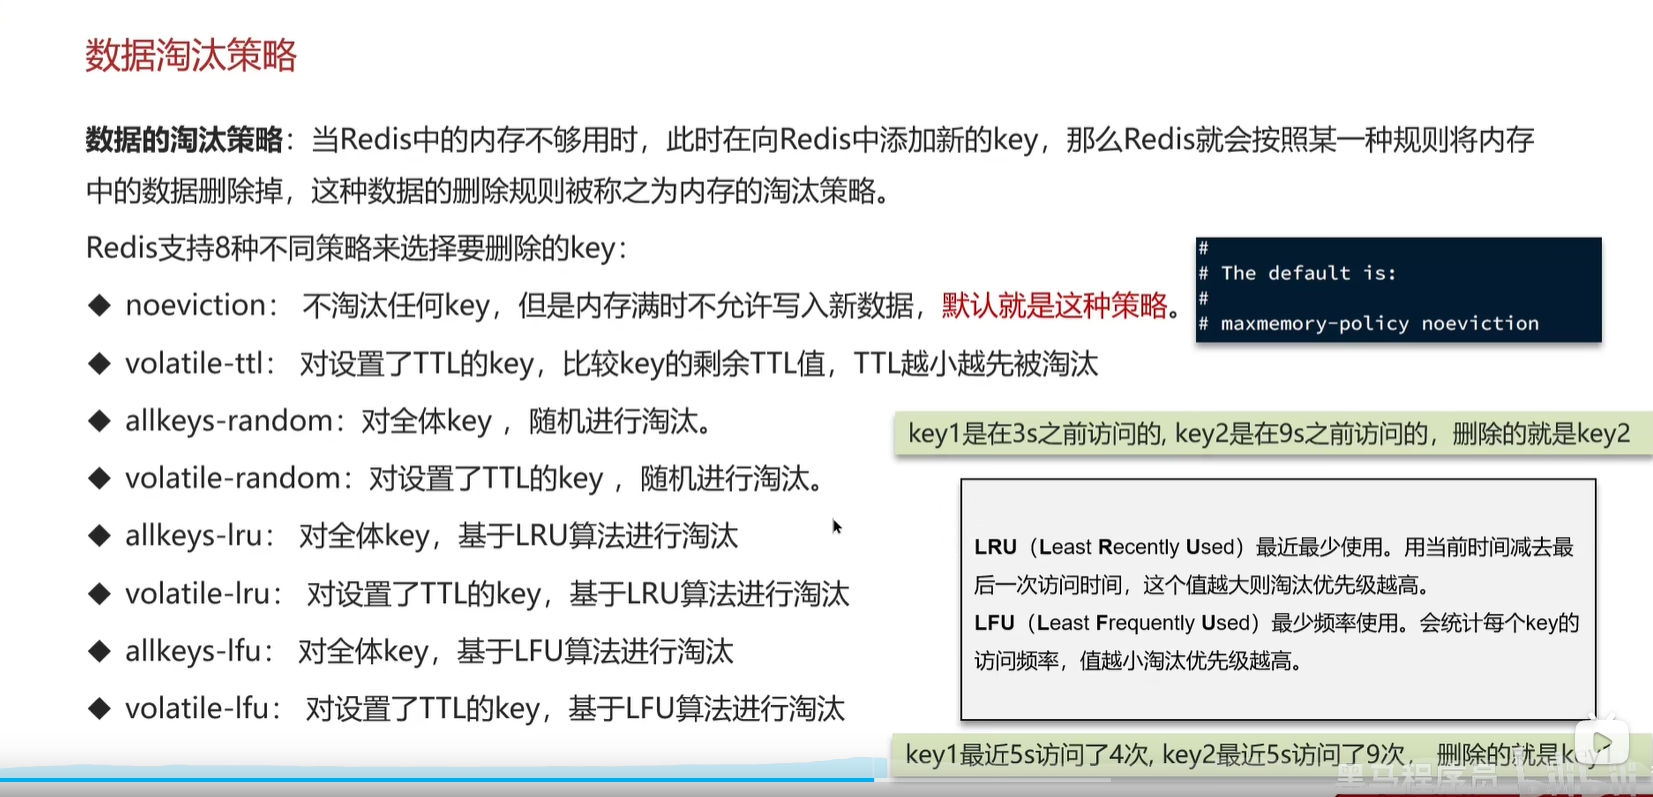 数据淘汰策略
数据的淘汰策略：当Redis中的内存不够用时，此时在向Redis中添加新的key，那么Redis就会按照某一种规则将内存
中的数据删除掉，这种数据的删除规则被称之为内存的淘汰策略。
Redis支持8种不同策略来选择要删除的key：
◆ noeviction： 不淘汰任何key，但是内存满时不允许写入新数据，默认就是这种策略。
#
# The default is:
#
# maxmemory-policy noeviction
◆ volatile-ttl： 对设置了TTL的key，比较key的剩余TTL值，TTL越小越先被淘汰
◆ allkeys-random：对全体key ，随机进行淘汰。
key1是在3s之前访问的, key2是在9s之前访问的，删除的就是key2
◆ volatile-random：对设置了TTL的key ，随机进行淘汰。
◆ allkeys-lru： 对全体key，基于LRU算法进行淘汰
◆ volatile-lru： 对设置了TTL的key，基于LRU算法进行淘汰
◆ allkeys-lfu： 对全体key，基于LFU算法进行淘汰
◆ volatile-lfu： 对设置了TTL的key，基于LFU算法进行淘汰
LRU（Least Recently Used）最近最少使用。用当前时间减去最
后一次访问时间，这个值越大则淘汰优先级越高。
LFU（Least Frequently Used）最少频率使用。会统计每个key的
访问频率，值越小淘汰优先级越高。
key1最近5s访问了4次, key2最近5s访问了9次， 删除的就是key1
黑马程序员 bilibili